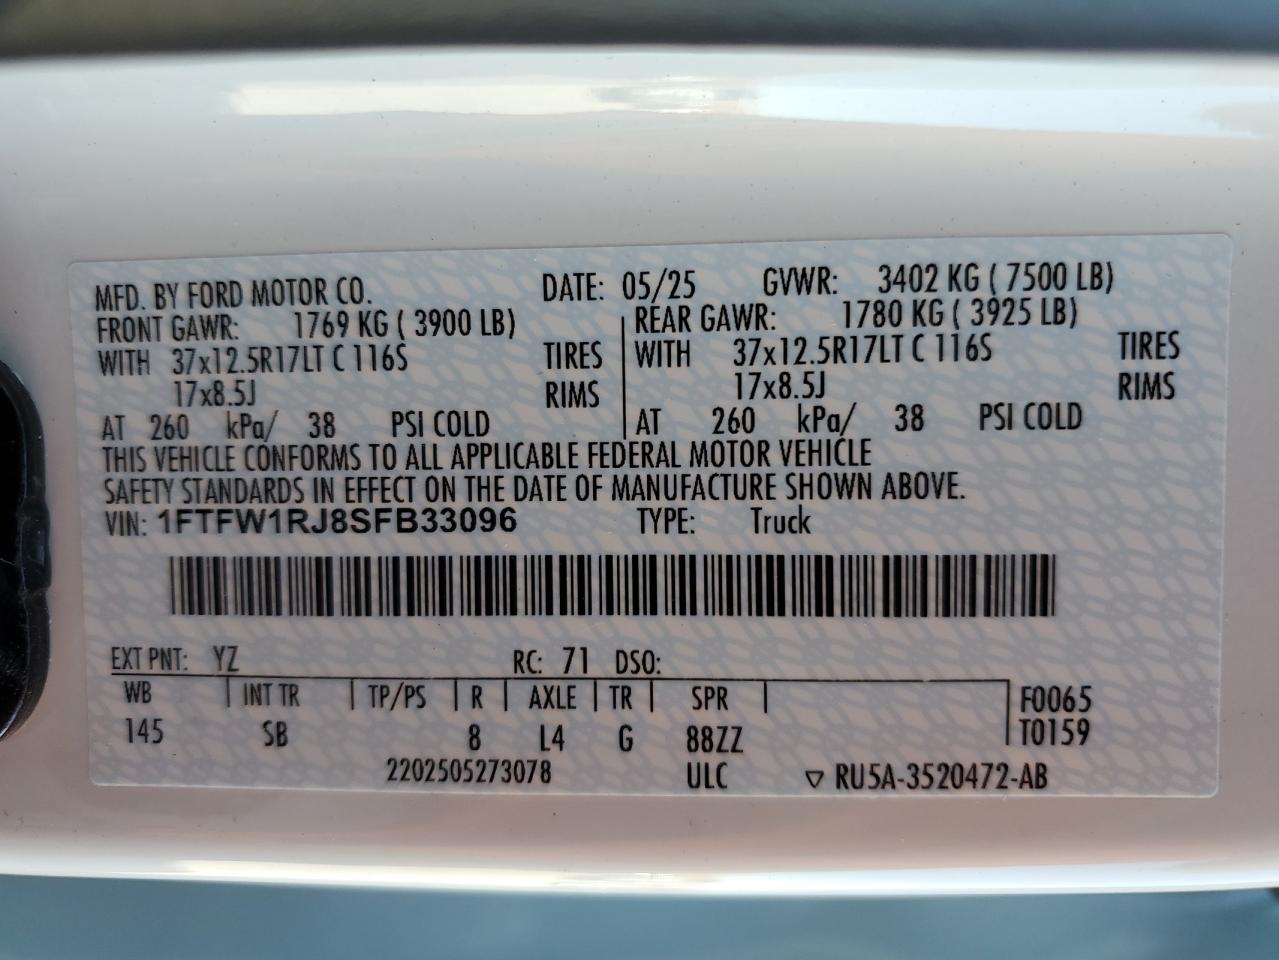 MFD. BY FORD MOTOR CO. DATE: 05/25 GVWR: 3402 KG ( 7500 LB)
FRONT GAWR: 1769 KG ( 3900 LB) REAR GAWR: 1780 KG ( 3925 LB)
WITH 37x12.5R17LT C 116S TIRES WITH 37x12.5R17LT C 116S TIRES
17x8.5J RIMS 17x8.5J RIMS
AT 260 kPa/ 38 PSI COLD AT 260 kPa/ 38 PSI COLD
THIS VEHICLE CONFORMS TO ALL APPLICABLE FEDERAL MOTOR VEHICLE
SAFETY STANDARDS IN EFFECT ON THE DATE OF MANUFACTURE SHOWN ABOVE.
VIN: 1FTFW1RJ8SFB33096 TYPE: Truck
EXT PNT: YZ RC: 71 DSO:
WB INT TR TP/PS R AXLE TR SPR F0065
145 SB 8 L4 G 88ZZ T0159
2202505273078 ULC ▽ RU5A-3520472-AB